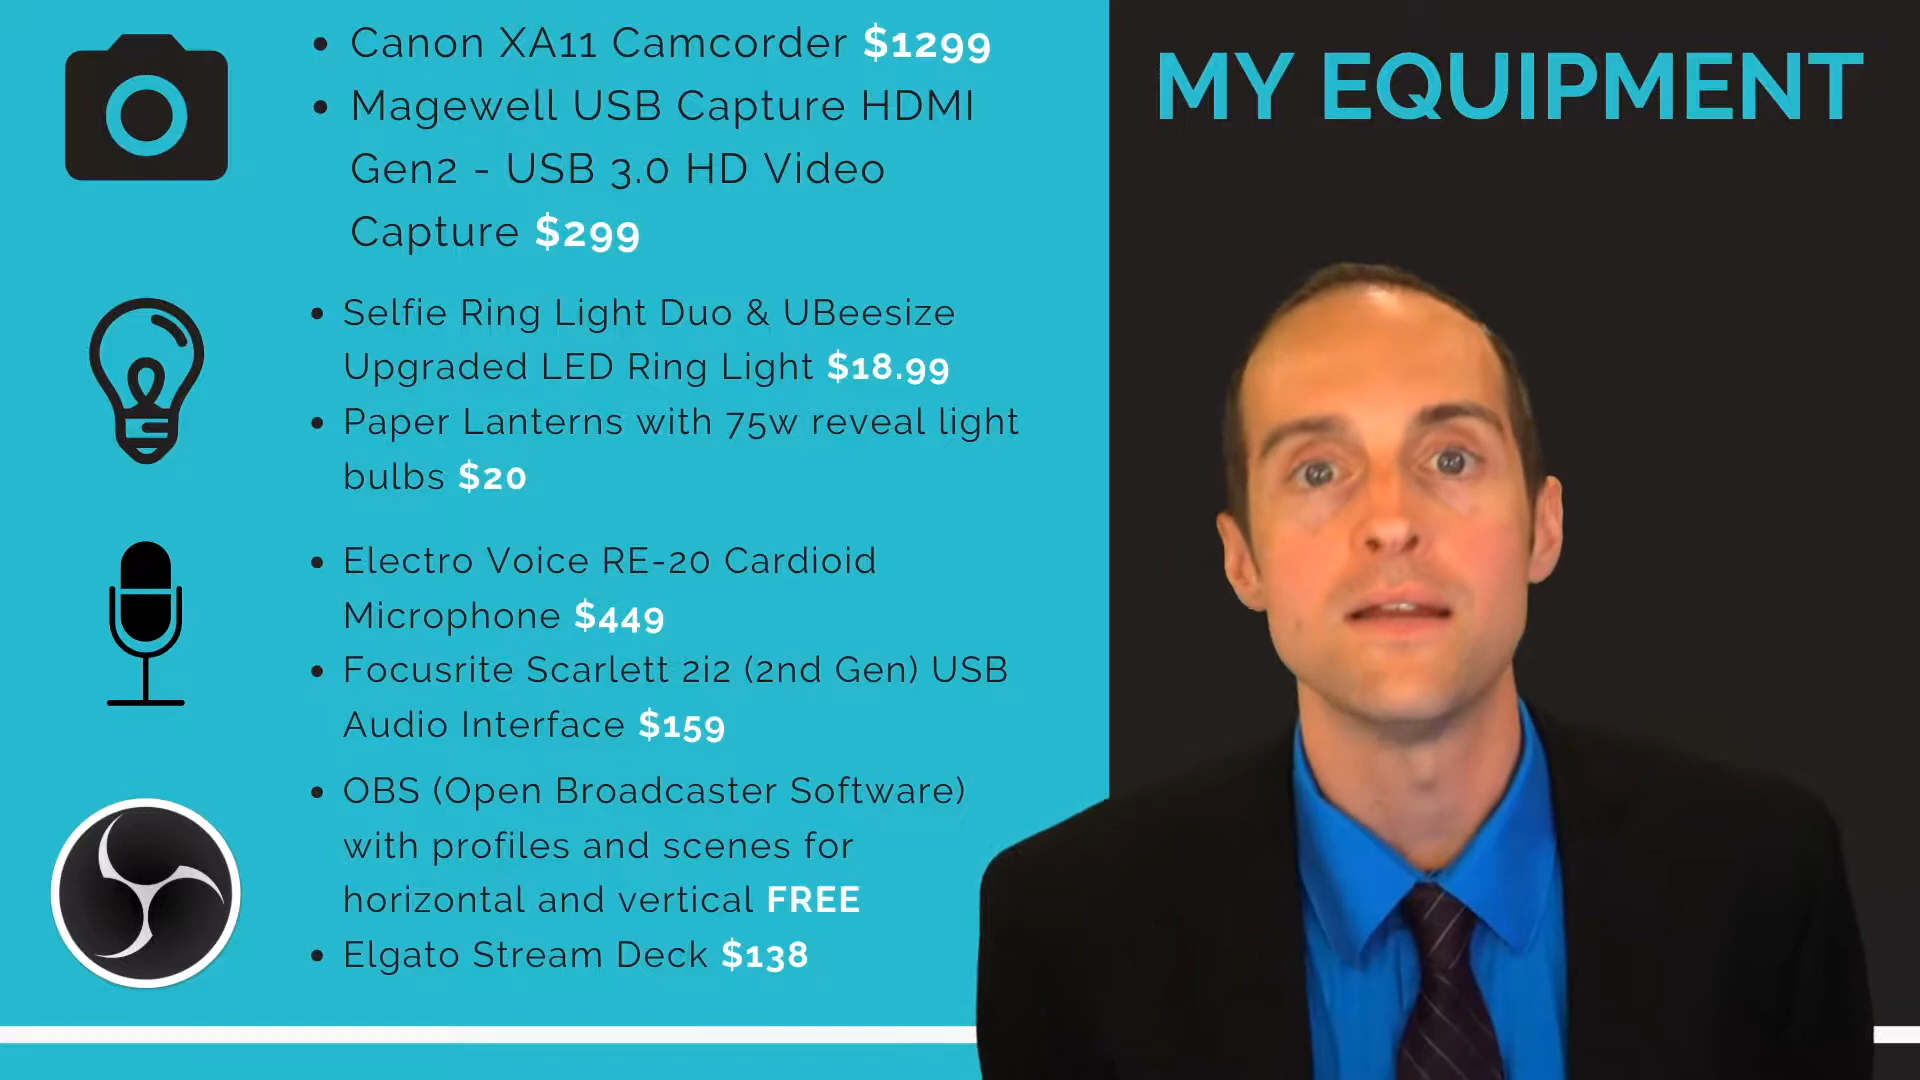 MY EQUIPMENT
• Canon XA11 Camcorder $1299
• Magewell USB Capture HDMI
Gen2 - USB 3.0 HD Video
Capture $299
• Selfie Ring Light Duo & UBeesize
Upgraded LED Ring Light $18.99
• Paper Lanterns with 75w reveal light
bulbs $20
• Electro Voice RE-20 Cardioid
Microphone $449
• Focusrite Scarlett 2i2 (2nd Gen) USB
Audio Interface $159
• OBS (Open Broadcaster Software)
with profiles and scenes for
horizontal and vertical FREE
• Elgato Stream Deck $138